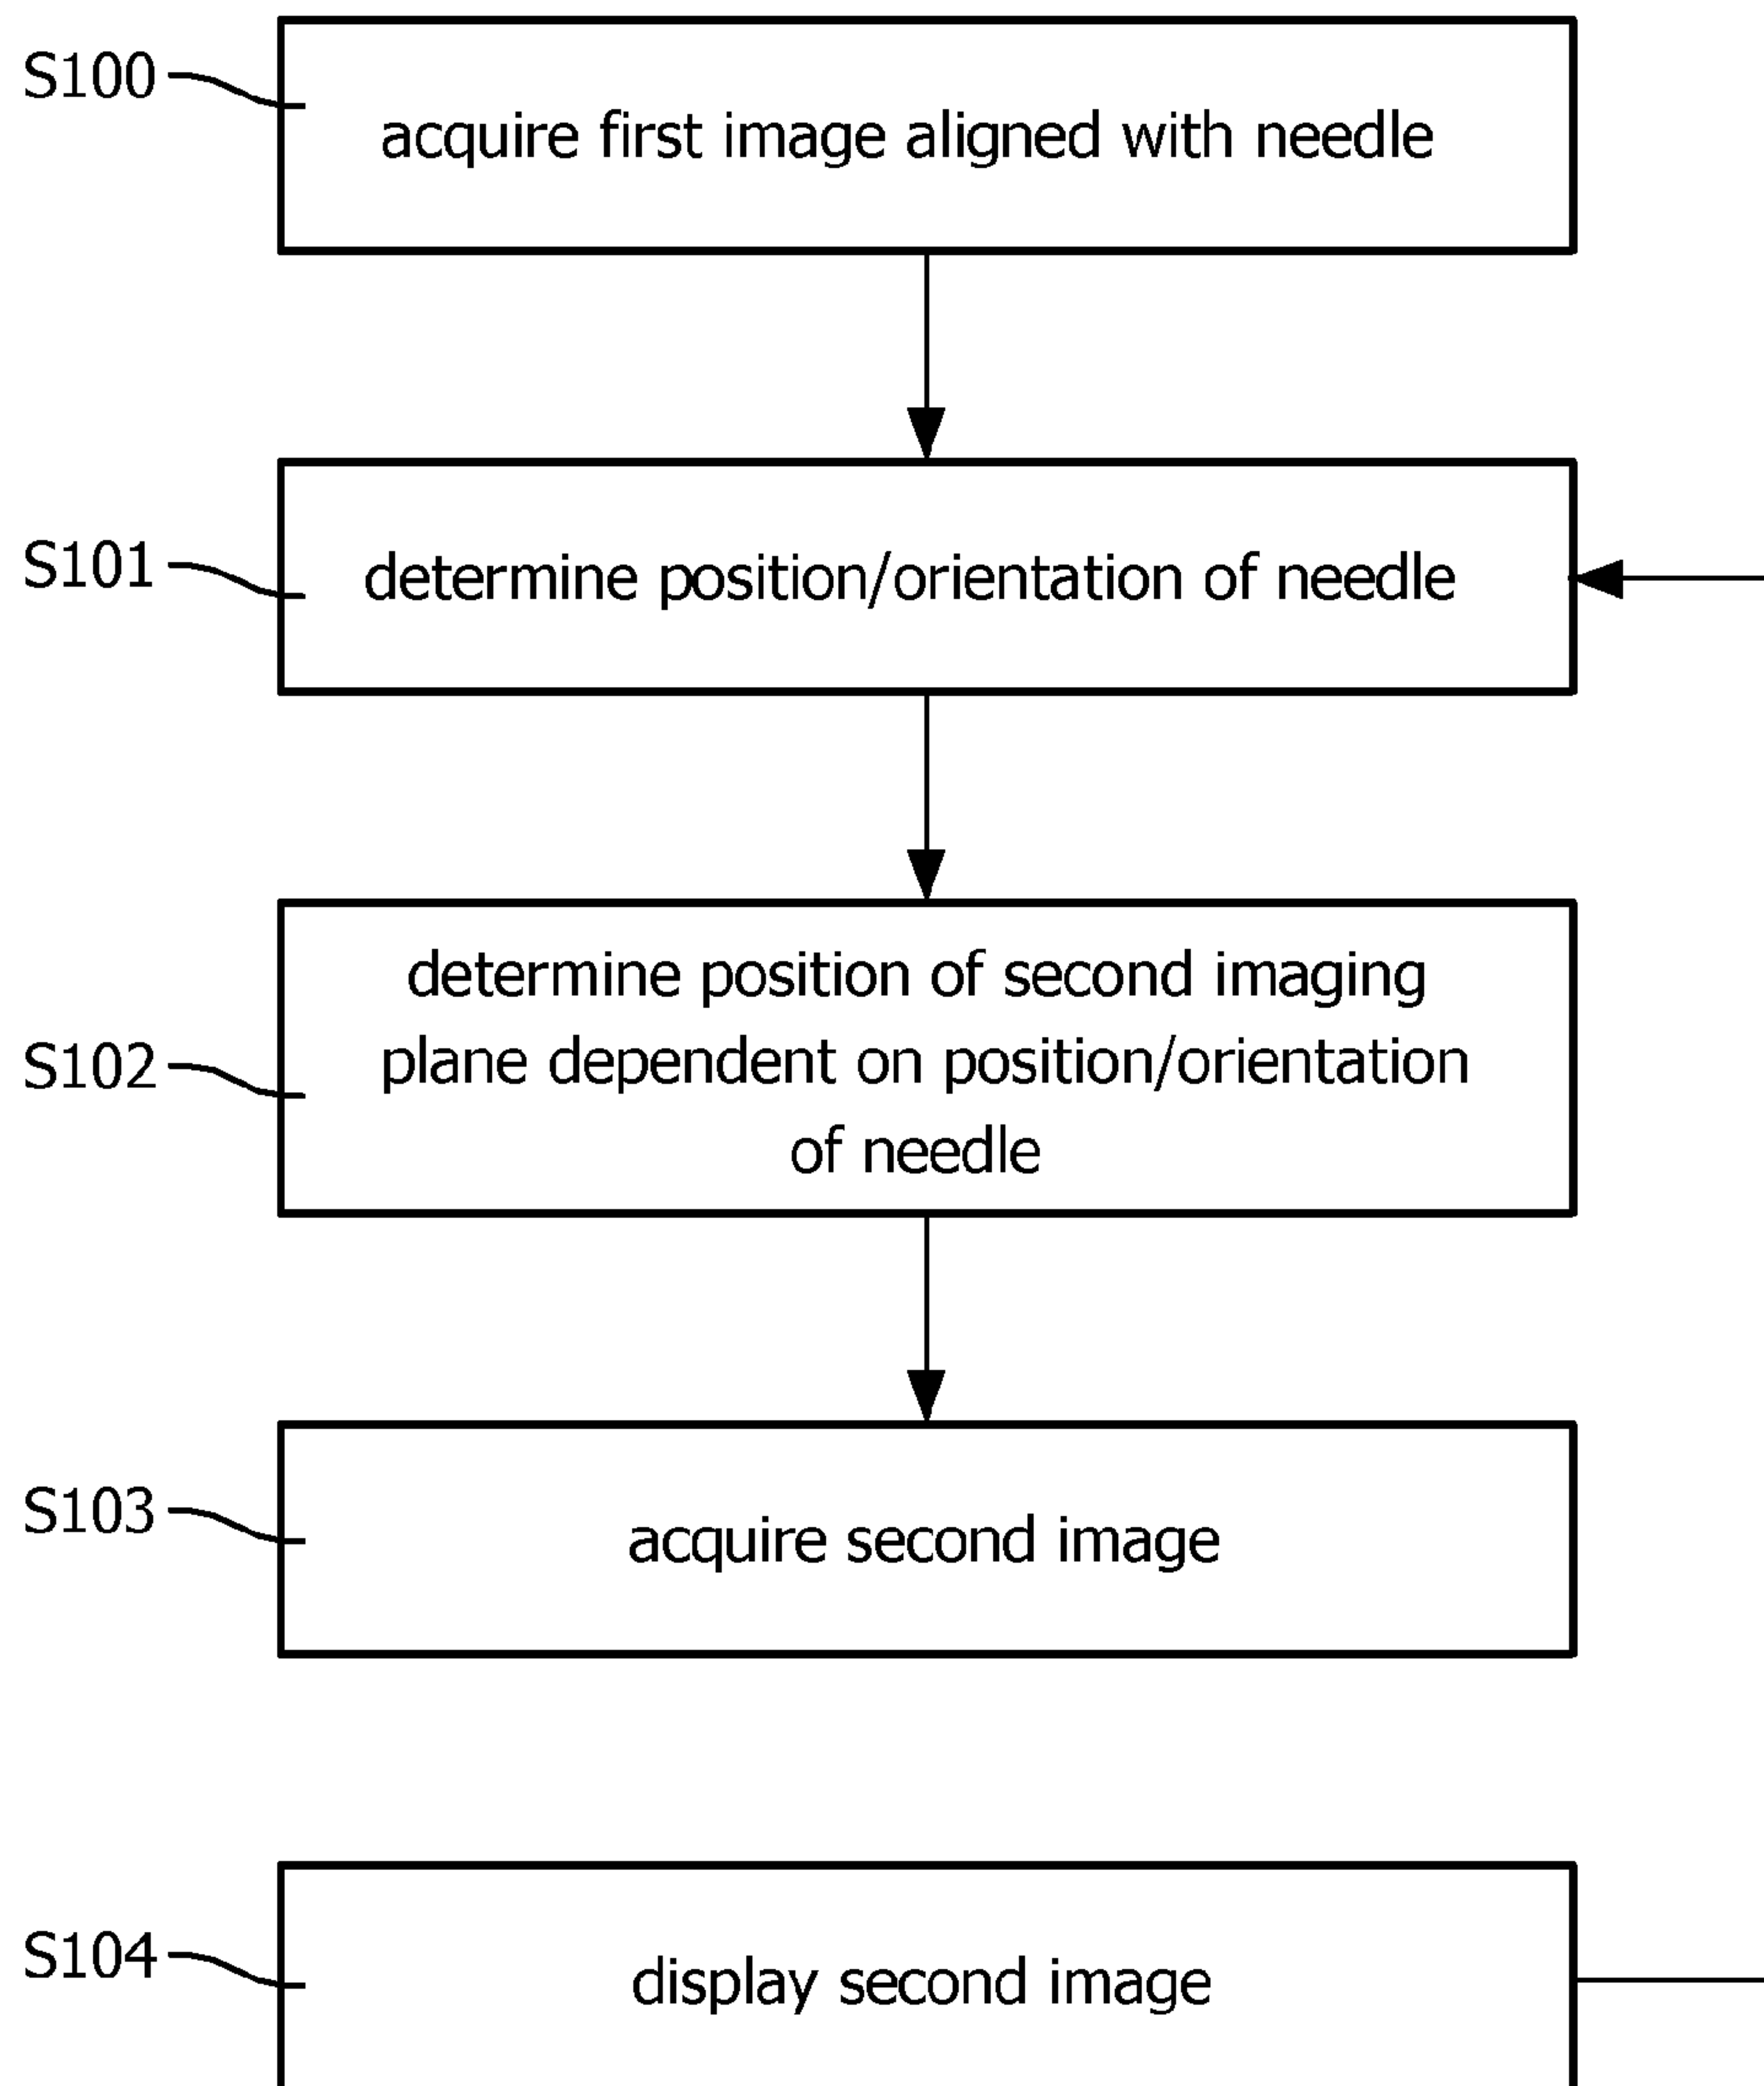 S100
acquire first image aligned with needle
S101
determine position/orientation of needle
S102
determine position of second imaging
plane dependent on position/orientation
of needle
S103
acquire second image
S104
display second image